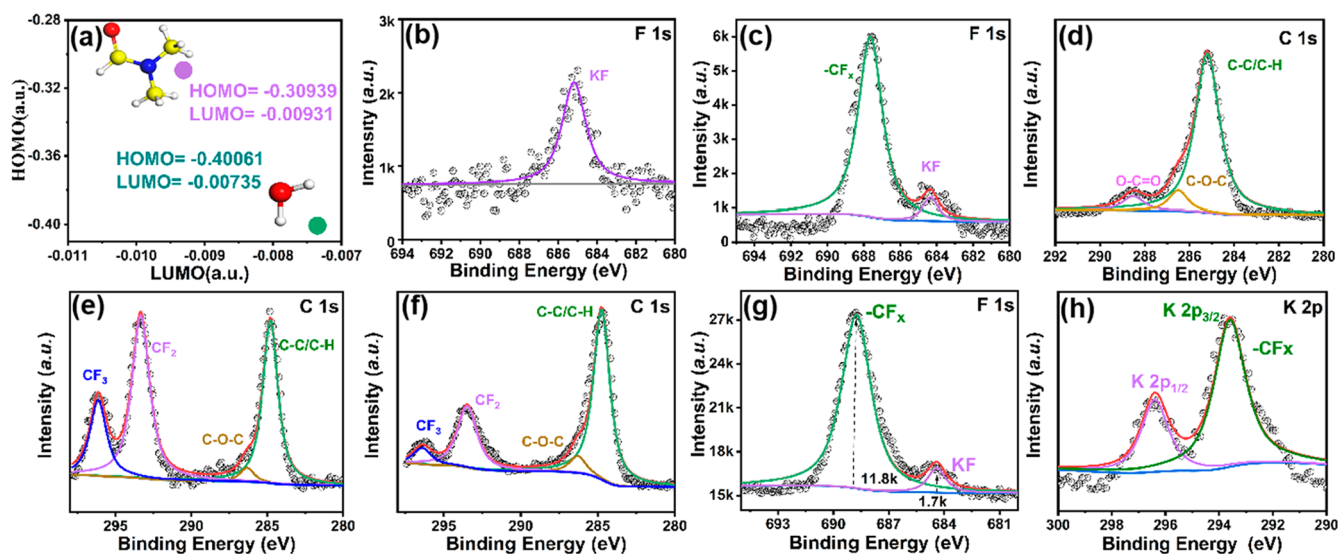 (a)
HOMO= -0.30939
LUMO= -0.00931
HOMO= -0.40061
LUMO= -0.00735
-0.28
-0.32
-0.36
-0.40
HOMO(a.u.)
-0.011 -0.010 -0.009 -0.008 -0.007
LUMO(a.u.)
(b)
F 1s
KF
3k
2k
1k
0
Intensity (a.u.)
694 692 690 688 686 684 682 680
Binding Energy (eV)
(c)
F 1s
-CFx
KF
6k
5k
4k
3k
2k
1k
0
Intensity (a.u.)
695 690 685 680
Binding Energy (eV)
(d)
C 1s
C-C/C-H
O-C=O
C-O-C
Intensity (a.u.)
292 290 288 286 284 282 280
Binding Energy (eV)
(e)
C 1s
CF2
C-C/C-H
CF3
C-O-C
Intensity (a.u.)
295 290 285 280
Binding Energy (eV)
(f)
C 1s
C-C/C-H
CF2
CF3
C-O-C
Intensity (a.u.)
295 290 285 280
Binding Energy (eV)
(g)
F 1s
-CFx
KF
11.8k
1.7k
27k
24k
21k
18k
15k
Intensity (a.u.)
693 690 687 684 681
Binding Energy (eV)
(h)
K 2p
K 2p3/2
-CFx
K 2p1/2
Intensity (a.u.)
300 298 296 294 292 290
Binding Energy (eV)